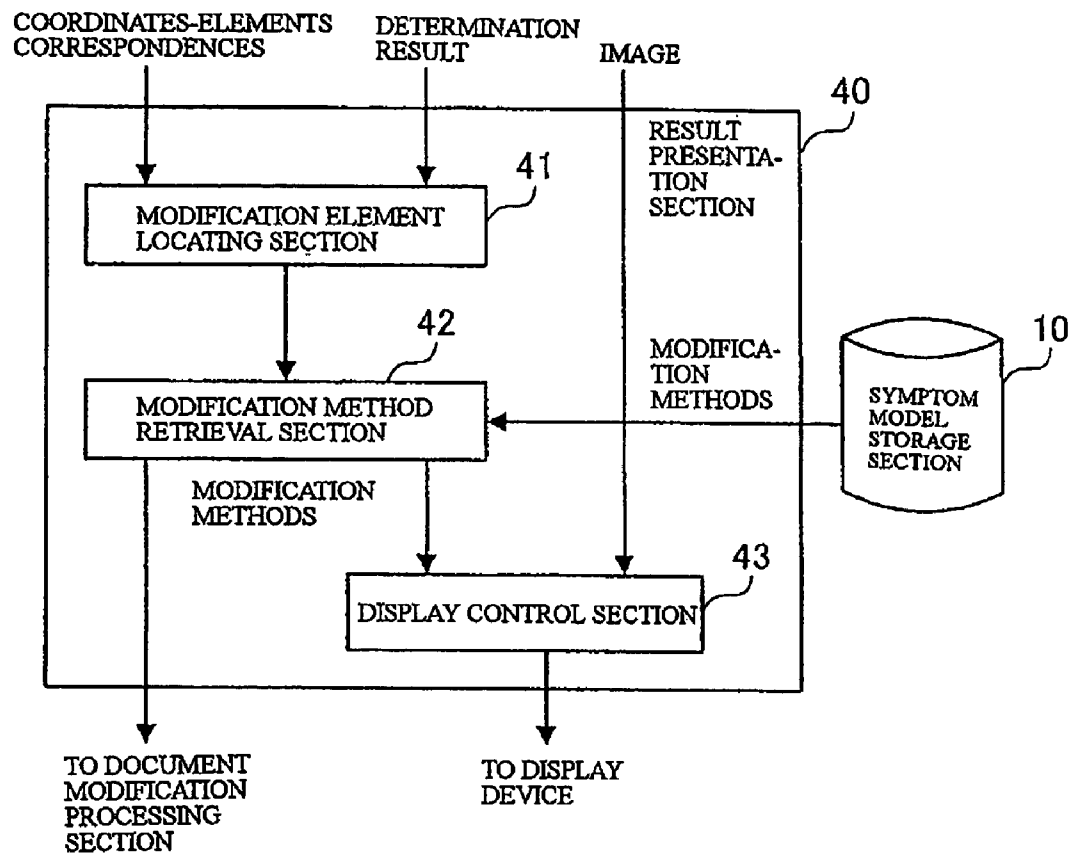 COORDINATES-ELEMENTS
CORRESPONDENCES
DETERMINATION
RESULT
IMAGE
40
RESULT
PRESENTA-
TION
SECTION
41
MODIFICATION ELEMENT
LOCATING SECTION
42
MODIFICATION METHOD
RETRIEVAL SECTION
MODIFICA-
TION
METHODS
10
SYMPTOM
MODEL
STORAGE
SECTION
MODIFICATION
METHODS
43
DISPLAY CONTROL SECTION
TO DOCUMENT
MODIFICATION
PROCESSING
SECTION
TO DISPLAY
DEVICE